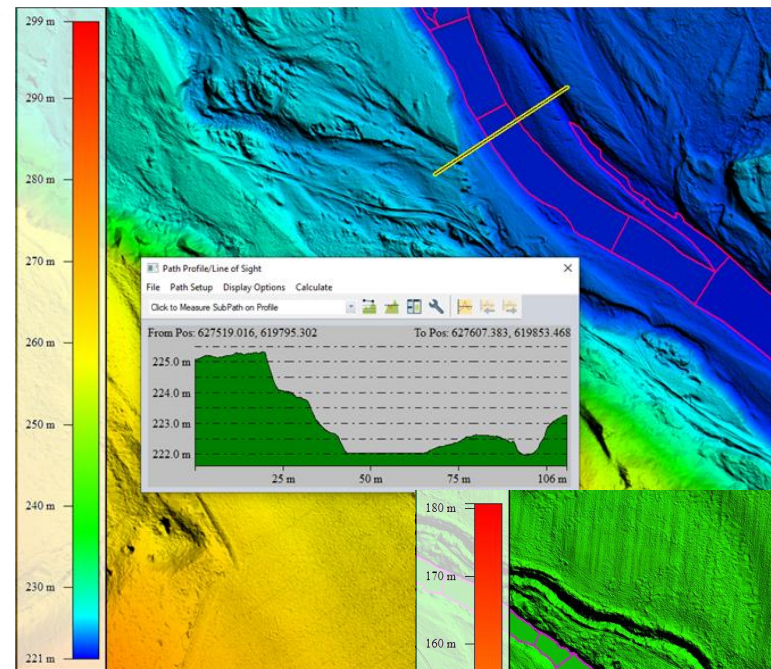 299 m
290 m
280 m
270 m
260 m
250 m
240 m
230 m
221 m
Path Profile/Line of Sight
File Path Setup Display Options Calculate
Click to Measure SubPath on Profile
From Pos: 627519.016, 619795.302 To Pos: 627607.383, 619853.468
225.0 m
224.0 m
223.0 m
222.0 m
25 m 50 m 75 m 106 m
180 m
170 m
160 m